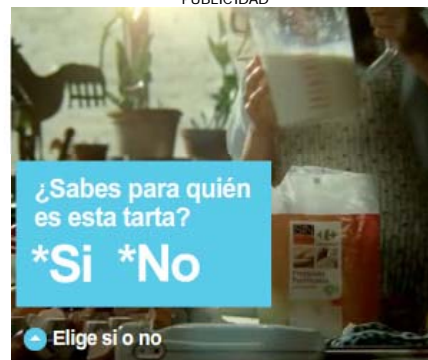 PUBLICIDAD
¿Sabes para quién
es esta tarta?
*Si *No
Elige si o no